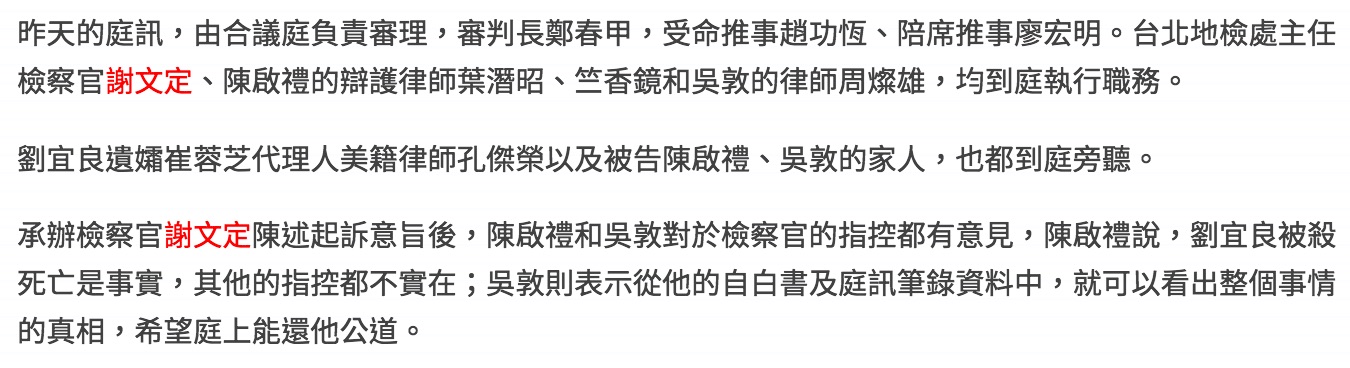 昨天的庭訊，由合議庭負責審理，審判長鄭春甲，受命推事趙功恆、陪席推事廖宏明。台北地檢處主任
檢察官謝文定、陳啟禮的辯護律師葉潛昭、竺香鏡和吳敦的律師周燦雄，均到庭執行職務。
劉宜良遺孀崔蓉芝代理人美籍律師孔傑榮以及被告陳啟禮、吳敦的家人，也都到庭旁聽。
承辦檢察官謝文定陳述起訴意旨後，陳啟禮和吳敦對於檢察官的指控都有意見，陳啟禮說，劉宜良被殺
死亡是事實，其他的指控都不實在；吳敦則表示從他的自白書及庭訊筆錄資料中，就可以看出整個事情
的真相，希望庭上能還他公道。